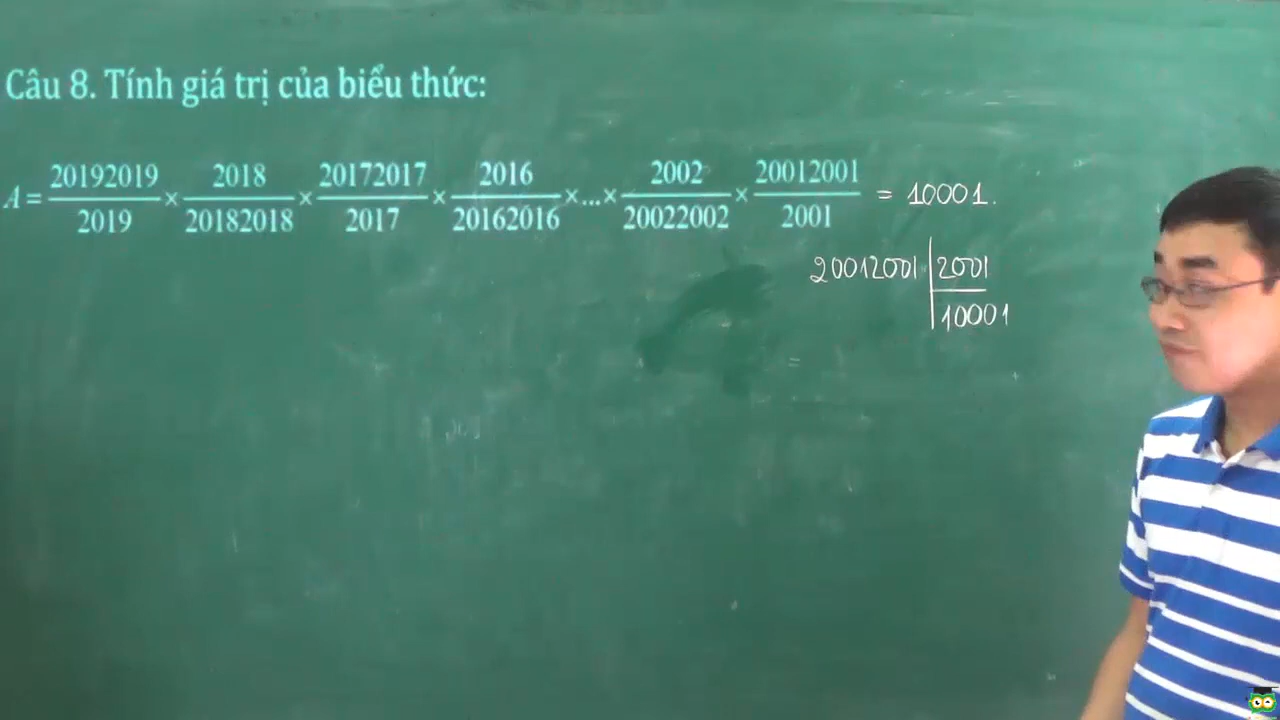 Câu 8. Tính giá trị của biểu thức:
A = 20192019/2019 × 2018/20182018 × 20172017/2017 × 2016/20162016 ×...× 2002/20022002 × 20012001/2001 = 10001.
20012001 | 2001
10001